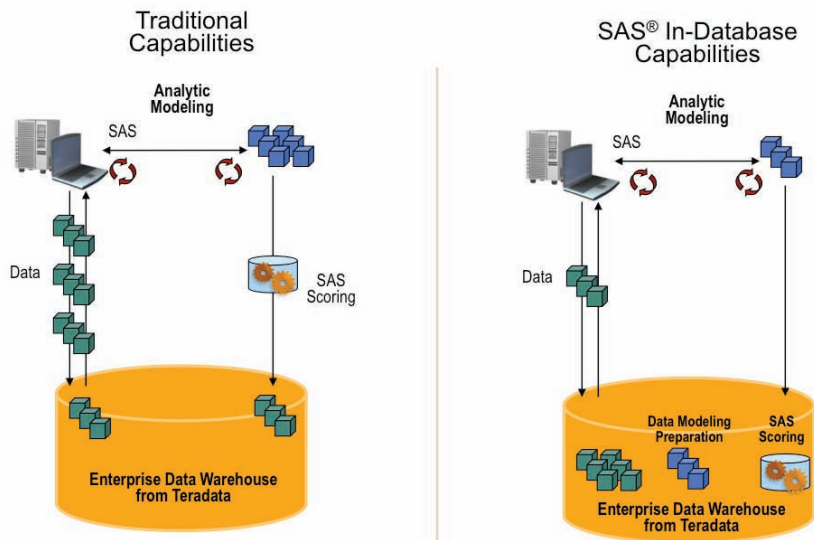 Traditional
Capabilities
Analytic
Modeling
SAS
Data
SAS
Scoring
Enterprise Data Warehouse
from Teradata
SAS® In-Database
Capabilities
Analytic
Modeling
SAS
Data
Data Modeling
Preparation
SAS
Scoring
Enterprise Data Warehouse
from Teradata